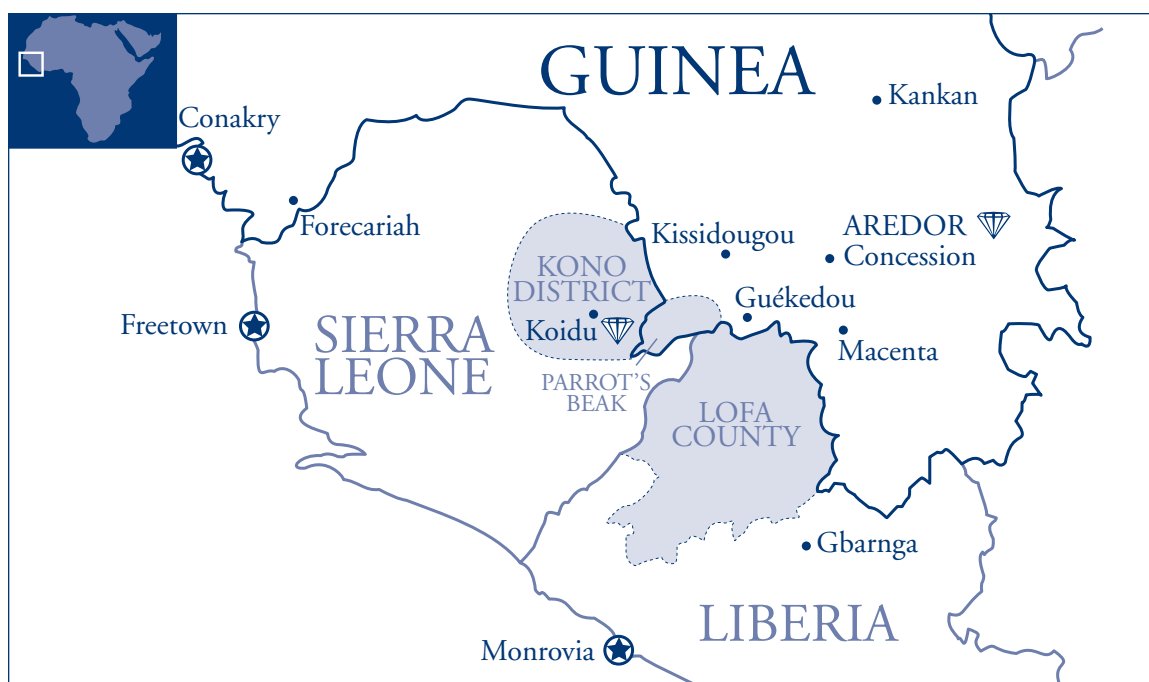 GUINEA
Kankan
Conakry
Forecariah
AREDOR
Concession
Kissidougou
KONO
DISTRICT
Guékedou
Koidu
Freetown
SIERRA
LEONE
Macenta
PARROT'S
BEAK
LOFA
COUNTY
Gbarnga
LIBERIA
Monrovia